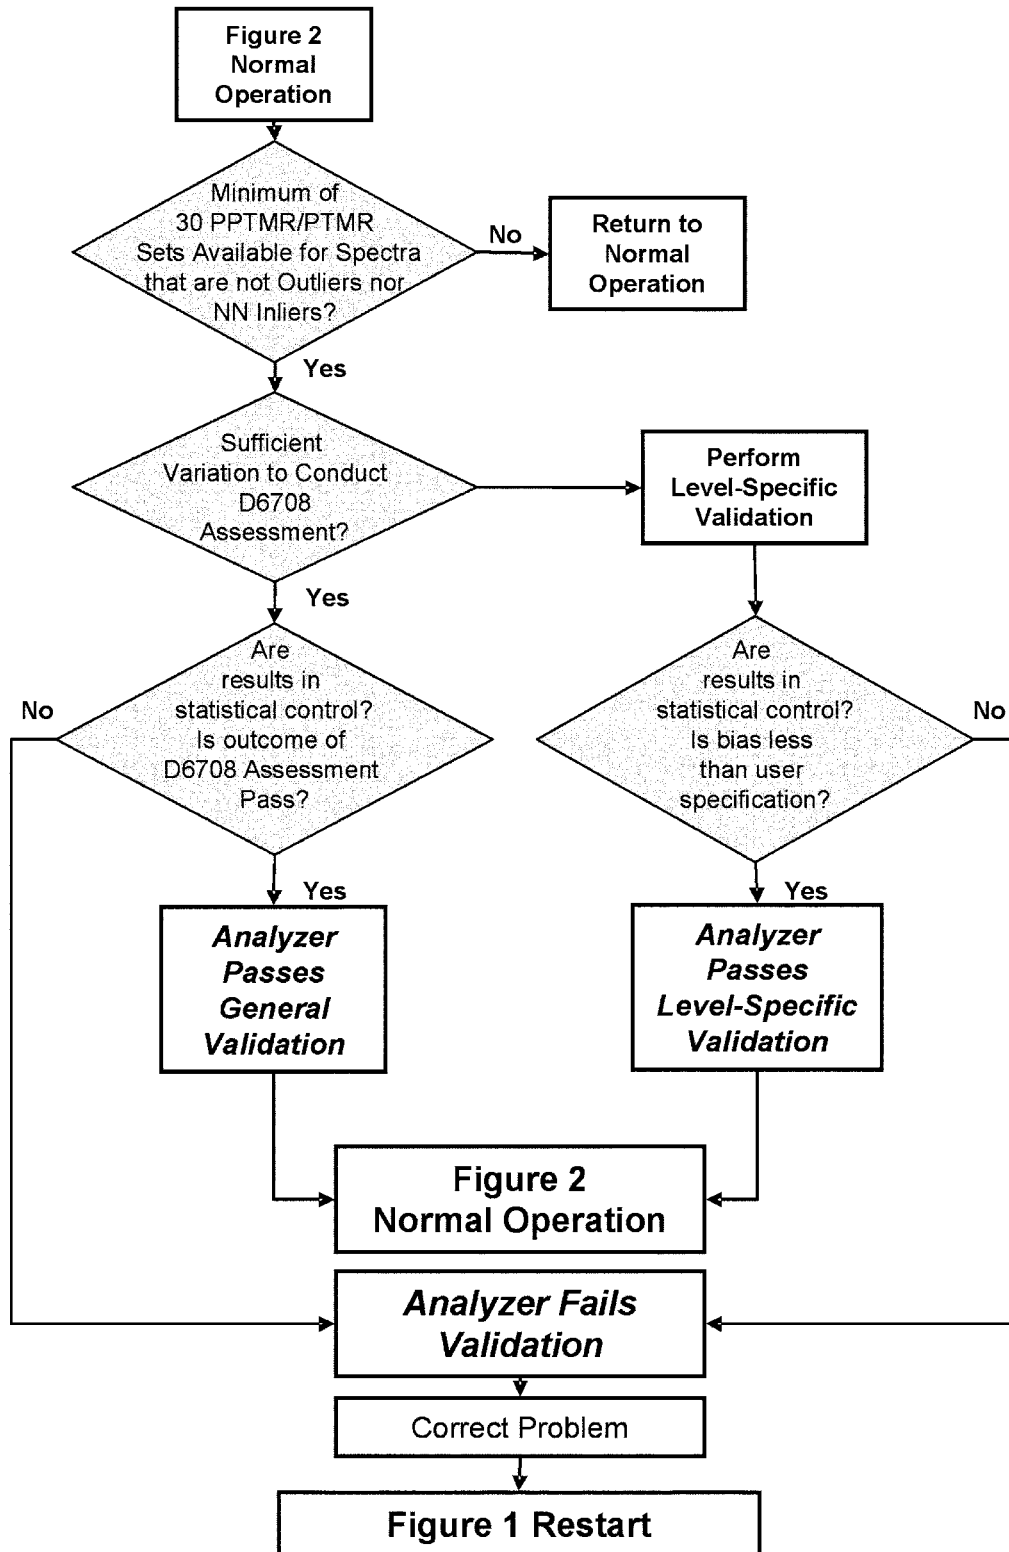 Figure 2
Normal
Operation
Minimum of
30 PPTMR/PTMR
Sets Available for Spectra
that are not Outliers nor
NN Inliers?
No
Return to
Normal
Operation
Yes
Sufficient
Variation to Conduct
D6708
Assessment?
Perform
Level-Specific
Validation
Yes
Are
results in
statistical control?
Is outcome of
D6708 Assessment
Pass?
No
Are
results in
statistical control?
Is bias less
than user
specification?
No
Yes
Analyzer
Passes
General
Validation
Yes
Analyzer
Passes
Level-Specific
Validation
Figure 2
Normal Operation
Analyzer Fails
Validation
Correct Problem
Figure 1 Restart